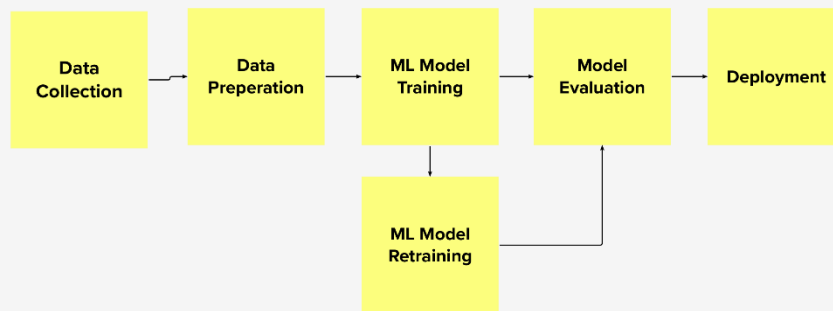 Data
Collection
Data
Preperation
ML Model
Training
Model
Evaluation
Deployment
ML Model
Retraining